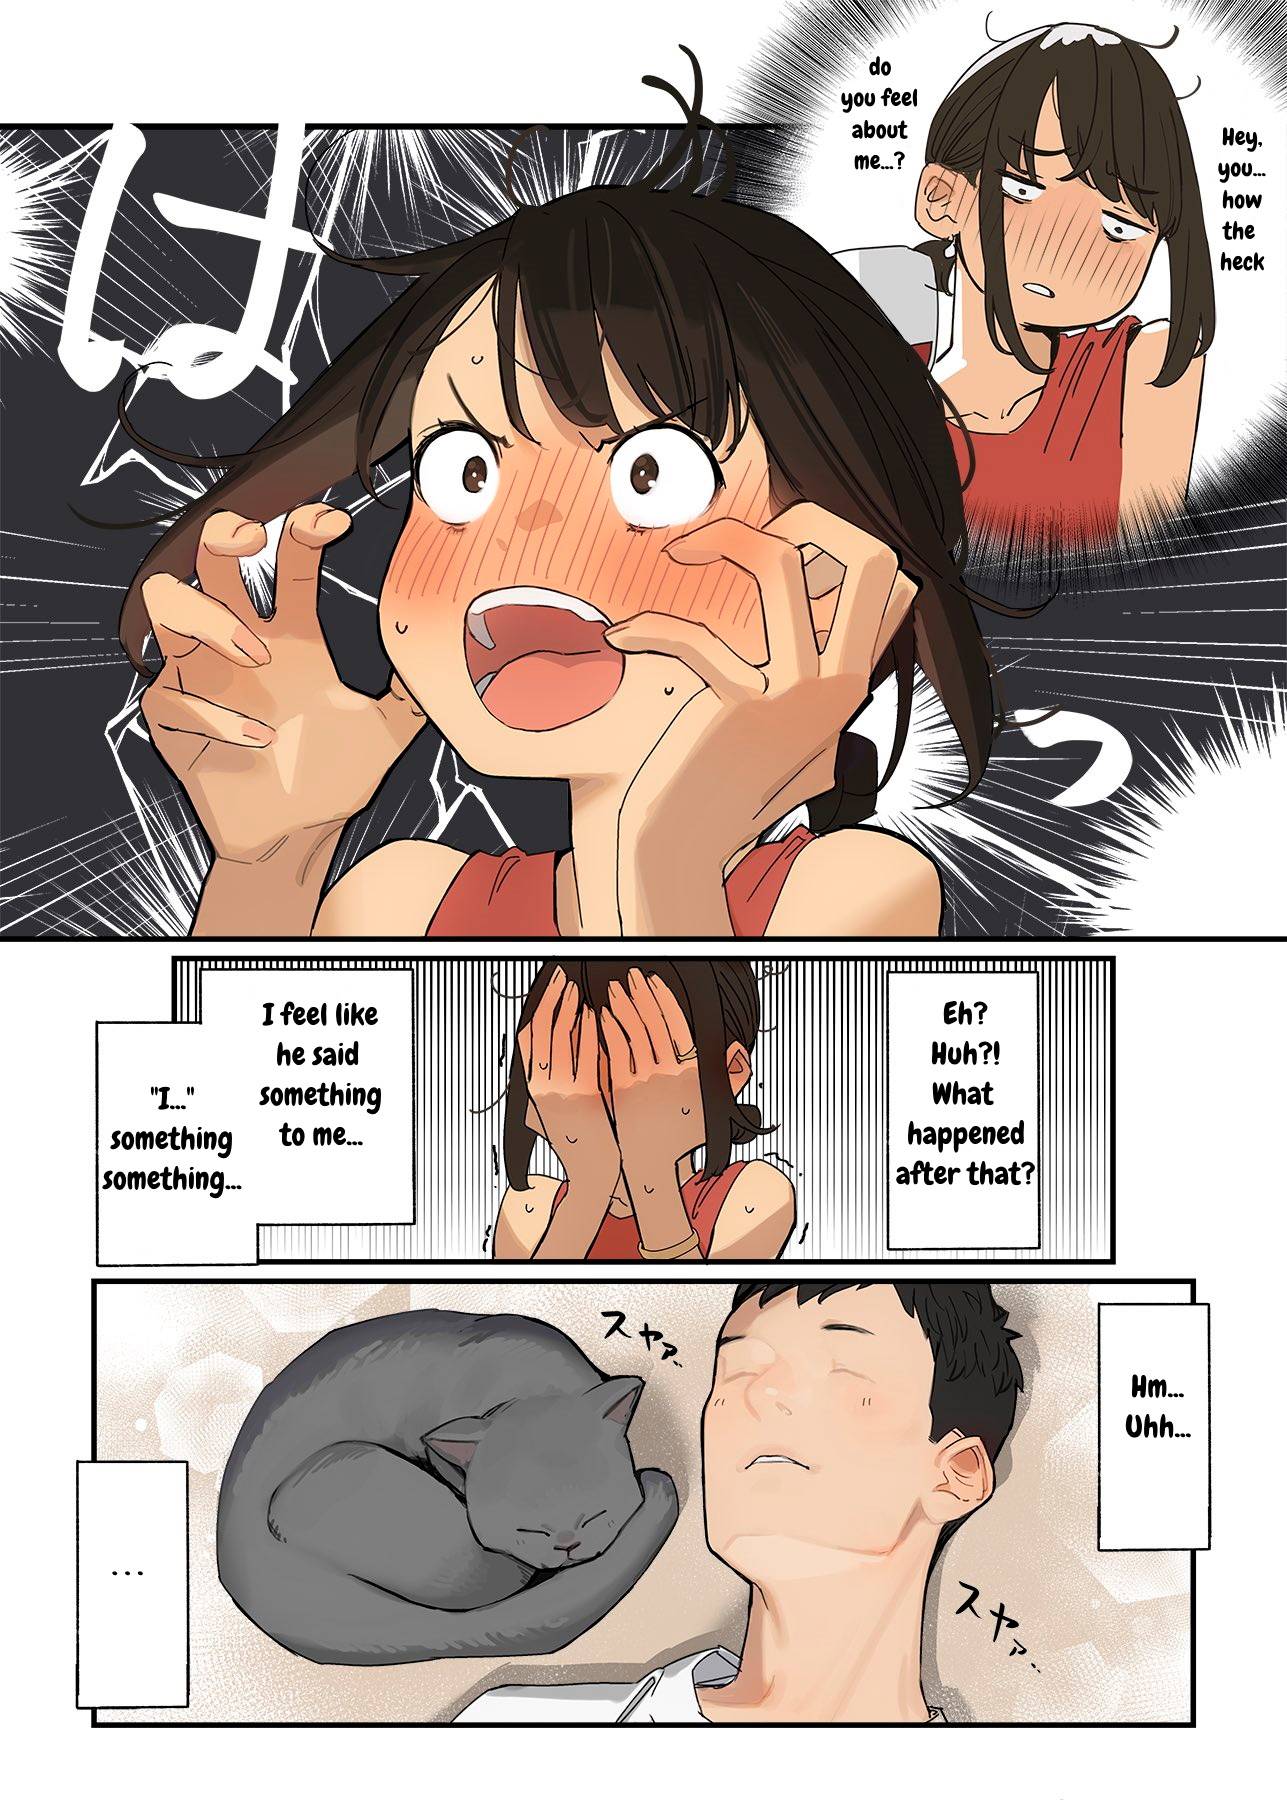 Hey,
you...
how
the
heck
do
you feel
about
me...?
はっ
Eh?
Huh?!
What
happened
after that?
I feel like
he said
something
to me...
"I..."
something
something...
スヤァ..
Hm...
Uhh...
スヤァ..
...